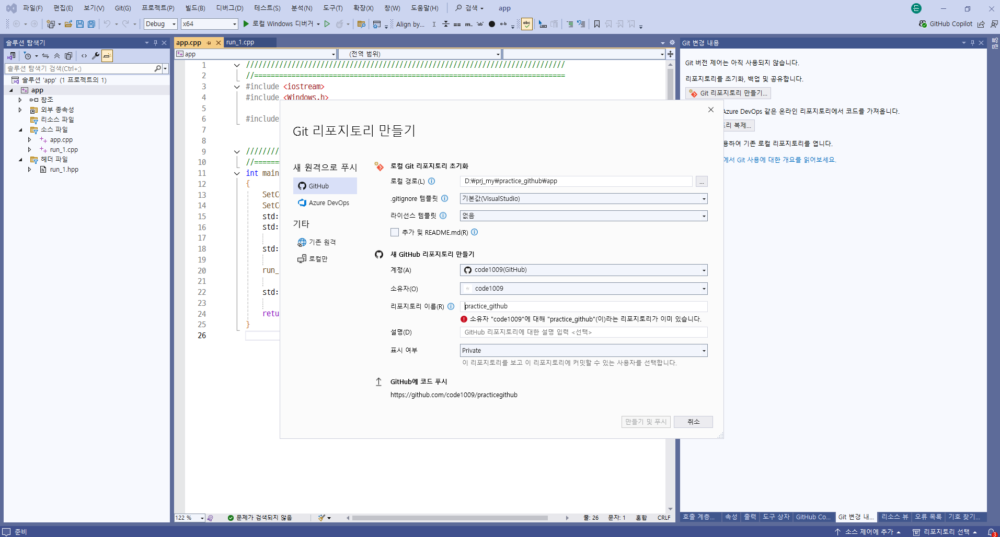 파일(F) 편집(E) 보기(V) Git(G) 프로젝트(P) 빌드(B) 디버그(D) 테스트(S) 분석(N) 도구(T) 확장(X) 창(W) 도움말(H) 검색 app
Debug x64 로컬 Windows 디버거 Align by... GitHub Copilot
솔루션 탐색기
솔루션 탐색기 검색(Ctrl+;)
솔루션 'app' (1 프로젝트의 1)
app
참조
외부 종속성
리소스 파일
소스 파일
app.cpp
run_1.cpp
헤더 파일
run_1.hpp
app.cpp run_1.cpp
app (전역 범위)
1
2 //============================================================================
3 #include <iostream>
4 #include <Windows.h>
5
6 #include
7
8
9
10
11 int main
12 {
13 SetC
14 SetC
15 std:
16 std:
17
18 std:
19
20 run_
21
22 std:
23
24 retu
25 }
26
122 % 문제가 검색되지 않음 줄: 26 문자: 1 혼합 CRLF
Git 리포지토리 만들기
새 원격으로 푸시
GitHub
Azure DevOps
기타
기존 원격
로컬만
로컬 Git 리포지토리 초기화
로컬 경로(L) D:₩prj_my₩practice_github₩app ...
.gitignore 템플릿 기본값(VisualStudio)
라이선스 템플릿 없음
추가 및 README.md(R)
새 GitHub 리포지토리 만들기
계정(A) code1009(GitHub)
소유자(O) code1009
리포지토리 이름(R) practice_github
소유자 "code1009"에 대해 "practice_github"(이)라는 리포지토리가 이미 있습니다.
설명(D) GitHub 리포지토리에 대한 설명 입력 <선택>
표시 여부 Private
이 리포지토리를 보고 이 리포지토리에 커밋할 수 있는 사용자를 선택합니다.
GitHub에 코드 푸시
https://github.com/code1009/practicegithub
만들기 및 푸시 취소
Git 변경 내용
Git 버전 제어는 아직 사용되지 않습니다.
리포지토리를 초기화, 백업 및 공유합니다.
Git 리포지토리 만들기...
Azure DevOps 같은 온라인 리포지토리에서 코드를 가져옵니다.
리 복제...
용하여 기존 로컬 리포지토리를 엽니다.
에서 Git 사용에 대한 개요를 읽어보세요.
알림
호출 계층... 속성 출력 도구 상자 GitHub Co... Git 변경 내... 리소스 뷰 오류 목록 기호 찾기...
준비 소스 제어에 추가 리포지토리 선택 3